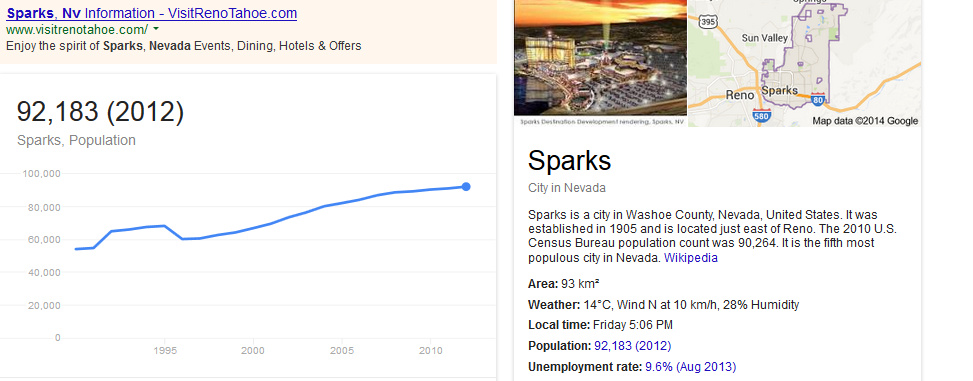 Sparks, Nv Information - VisitRenoTahoe.com
www.visitrenotahoe.com/
Enjoy the spirit of Sparks, Nevada Events, Dining, Hotels & Offers
92,183 (2012)
Sparks, Population
100,000
80,000
60,000
40,000
20,000
0
1995 2000 2005 2010
Sparks Destination Development rendering, Sparks, NV
Springs
395
Sun Valley
Reno
Sparks
80
580
Map data ©2014 Google
Sparks
City in Nevada
Sparks is a city in Washoe County, Nevada, United States. It was
established in 1905 and is located just east of Reno. The 2010 U.S.
Census Bureau population count was 90,264. It is the fifth most
populous city in Nevada. Wikipedia
Area: 93 km²
Weather: 14°C, Wind N at 10 km/h, 28% Humidity
Local time: Friday 5:06 PM
Population: 92,183 (2012)
Unemployment rate: 9.6% (Aug 2013)